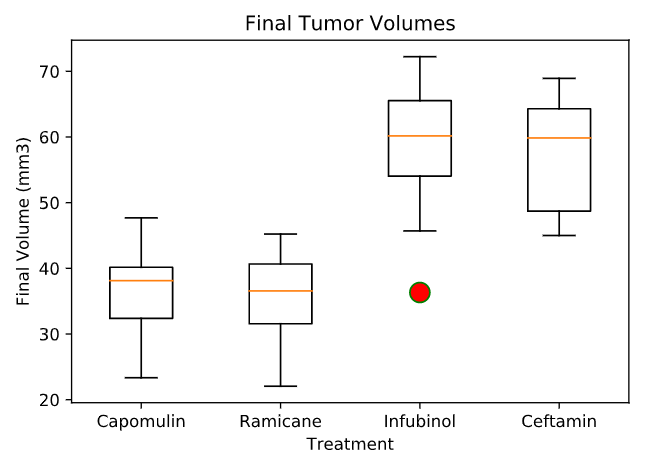 Final Tumor Volumes
Final Volume (mm3)
70
60
50
40
30
20
Capomulin Ramicane Infubinol Ceftamin
Treatment